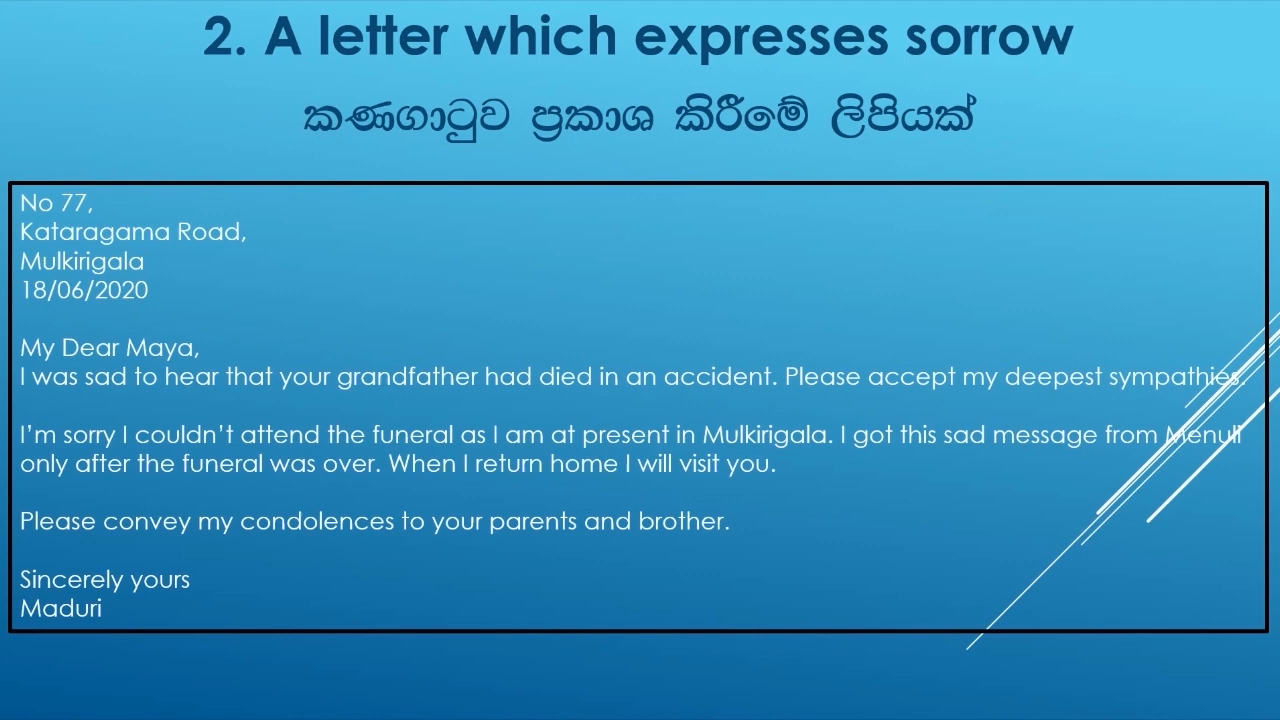 2. A letter which expresses sorrow
කණගාටුව ප්‍රකාශ කිරීමේ ලිපියක්
No 77,
Kataragama Road,
Mulkirigala
18/06/2020
My Dear Maya,
I was sad to hear that your grandfather had died in an accident. Please accept my deepest sympathies.
I’m sorry I couldn’t attend the funeral as I am at present in Mulkirigala. I got this sad message from Menuli
only after the funeral was over. When I return home I will visit you.
Please convey my condolences to your parents and brother.
Sincerely yours
Maduri